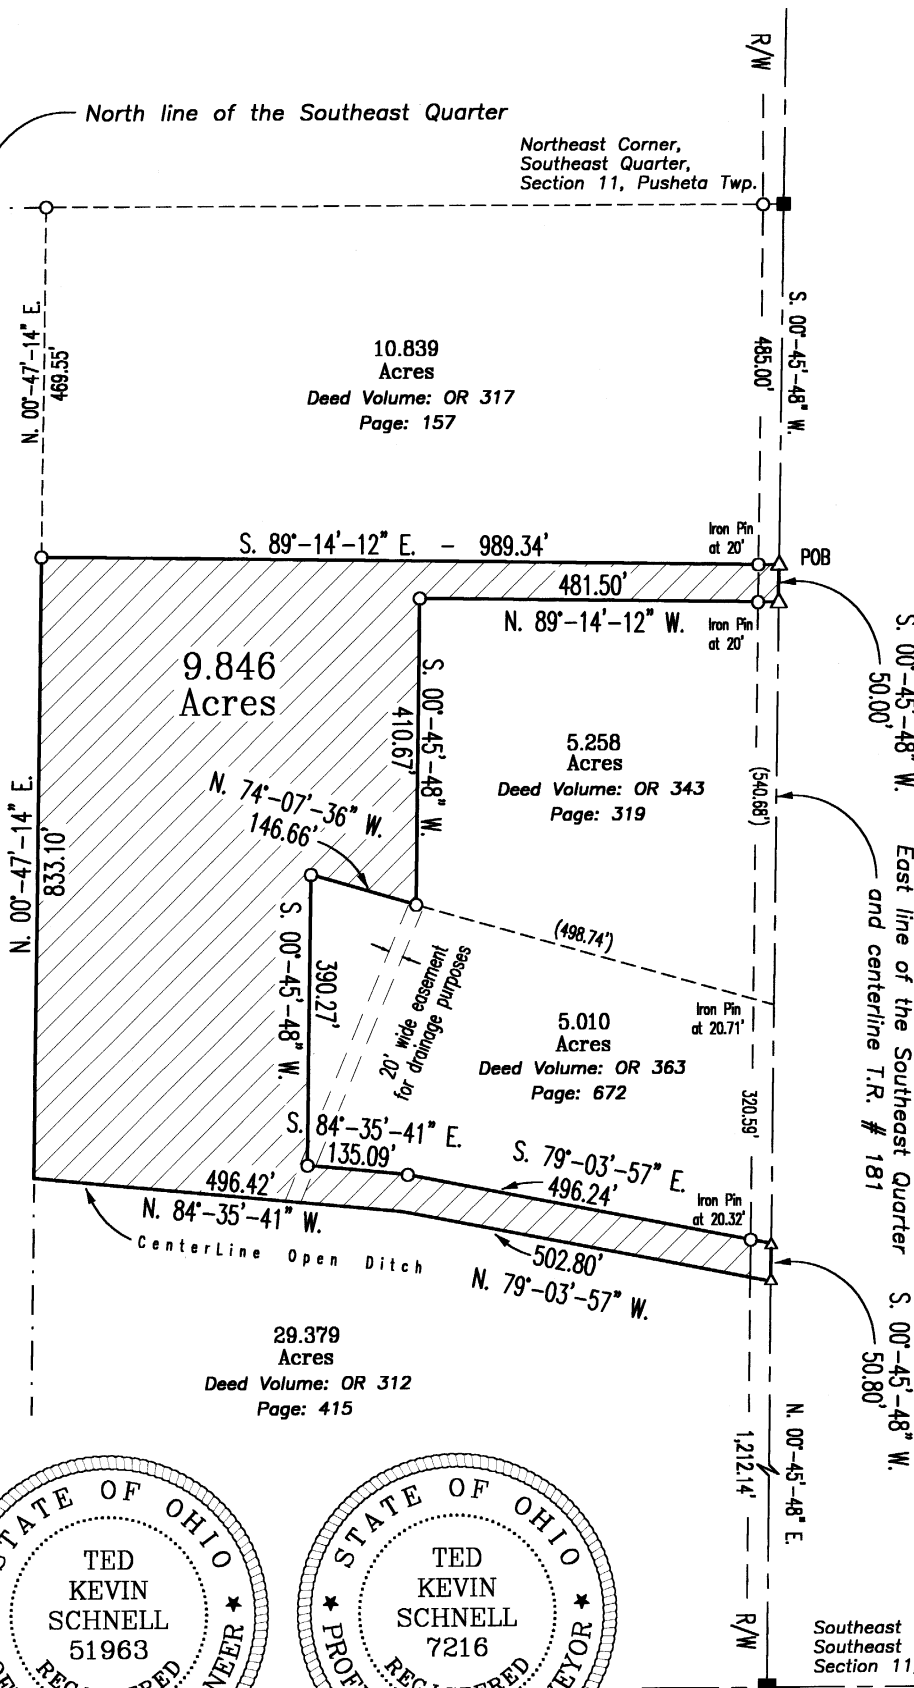 R/W
North line of the Southeast Quarter
Northeast Corner,
Southeast Quarter,
Section 11, Pusheta Twp.
N. 00°-47'-14" E.
469.55'
S. 00°-45'-48" W.
485.00'
10.839
Acres
Deed Volume: OR 317
Page: 157
S. 89°-14'-12" E. - 989.34'
Iron Pin
at 20'
POB
481.50'
N. 89°-14'-12" W.
Iron Pin
at 20'
S. 00°-45'-48" W.
50.00'
9.846
Acres
S. 00°-45'-48" W.
410.67'
5.258
Acres
Deed Volume: OR 343
Page: 319
(540.68')
N. 74°-07'-36" W.
146.66'
N. 00°-47'-14" E.
833.10'
East line of the Southeast Quarter
and centerline T.R. # 181
(498.74')
S. 00°-45'-48" W.
390.27'
20' wide easement
for drainage purposes
Iron Pin
at 20.71'
5.010
Acres
Deed Volume: OR 363
Page: 672
320.59'
S. 84°-35'-41" E.
135.09'
S. 79°-03'-57" E.
496.24'
Iron Pin
at 20.32'
496.42'
N. 84°-35'-41" W.
CenterLine Open Ditch
502.80'
N. 79°-03'-57" W.
S. 00°-45'-48" W.
50.80'
29.379
Acres
Deed Volume: OR 312
Page: 415
N. 00°-45'-48" E.
1,212.14'
R/W
STATE OF OHIO
TED
KEVIN
SCHNELL
51963
STATE OF OHIO
TED
KEVIN
SCHNELL
7216
Southeast
Southeast
Section 11,